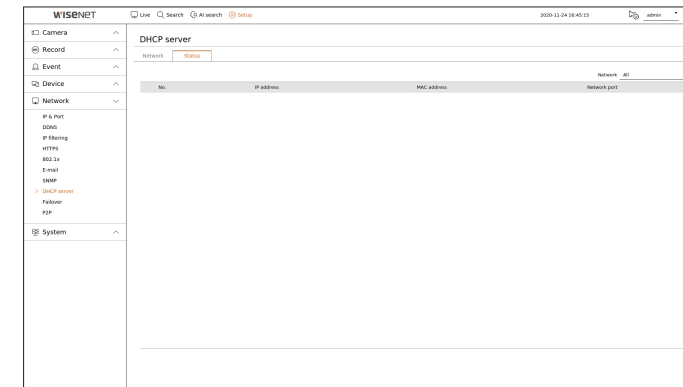 WISENET
Live Search AI search Setup 2020-11-24 16:45:15 admin
Camera
Record
Event
Device
Network
IP & Port
DDNS
IP filtering
HTTPS
802.1x
E-mail
SNMP
DHCP server
Failover
P2P
System
DHCP server
Network Status
Network All
No. IP address MAC address Network port